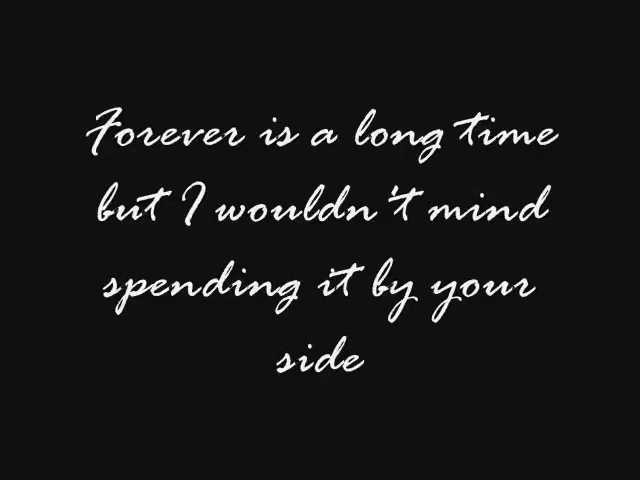 Forever is a long time
but I wouldn't mind
spending it by your
side